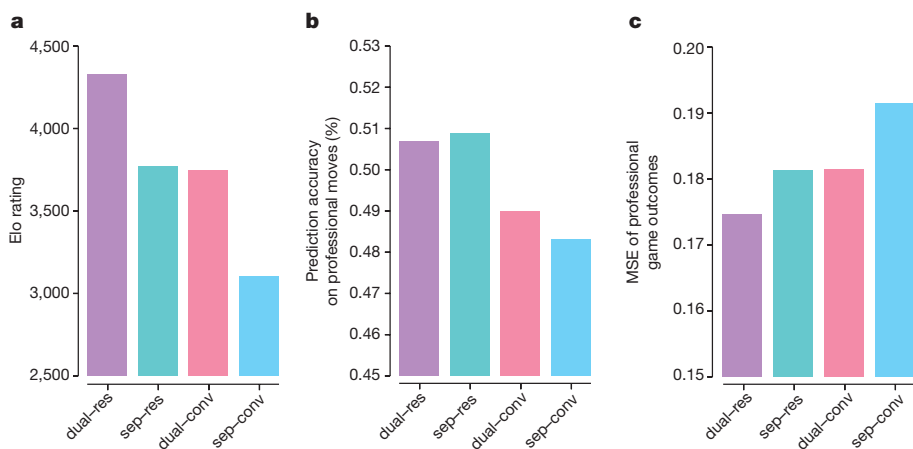 a
Elo rating
4,500
4,000
3,500
3,000
2,500
dual–res
sep–res
dual–conv
sep–conv
b
Prediction accuracy
on professional moves (%)
0.53
0.52
0.51
0.50
0.49
0.48
0.47
0.46
0.45
dual–res
sep–res
dual–conv
sep–conv
c
MSE of professional
game outcomes
0.20
0.19
0.18
0.17
0.16
0.15
dual–res
sep–res
dual–conv
sep–conv